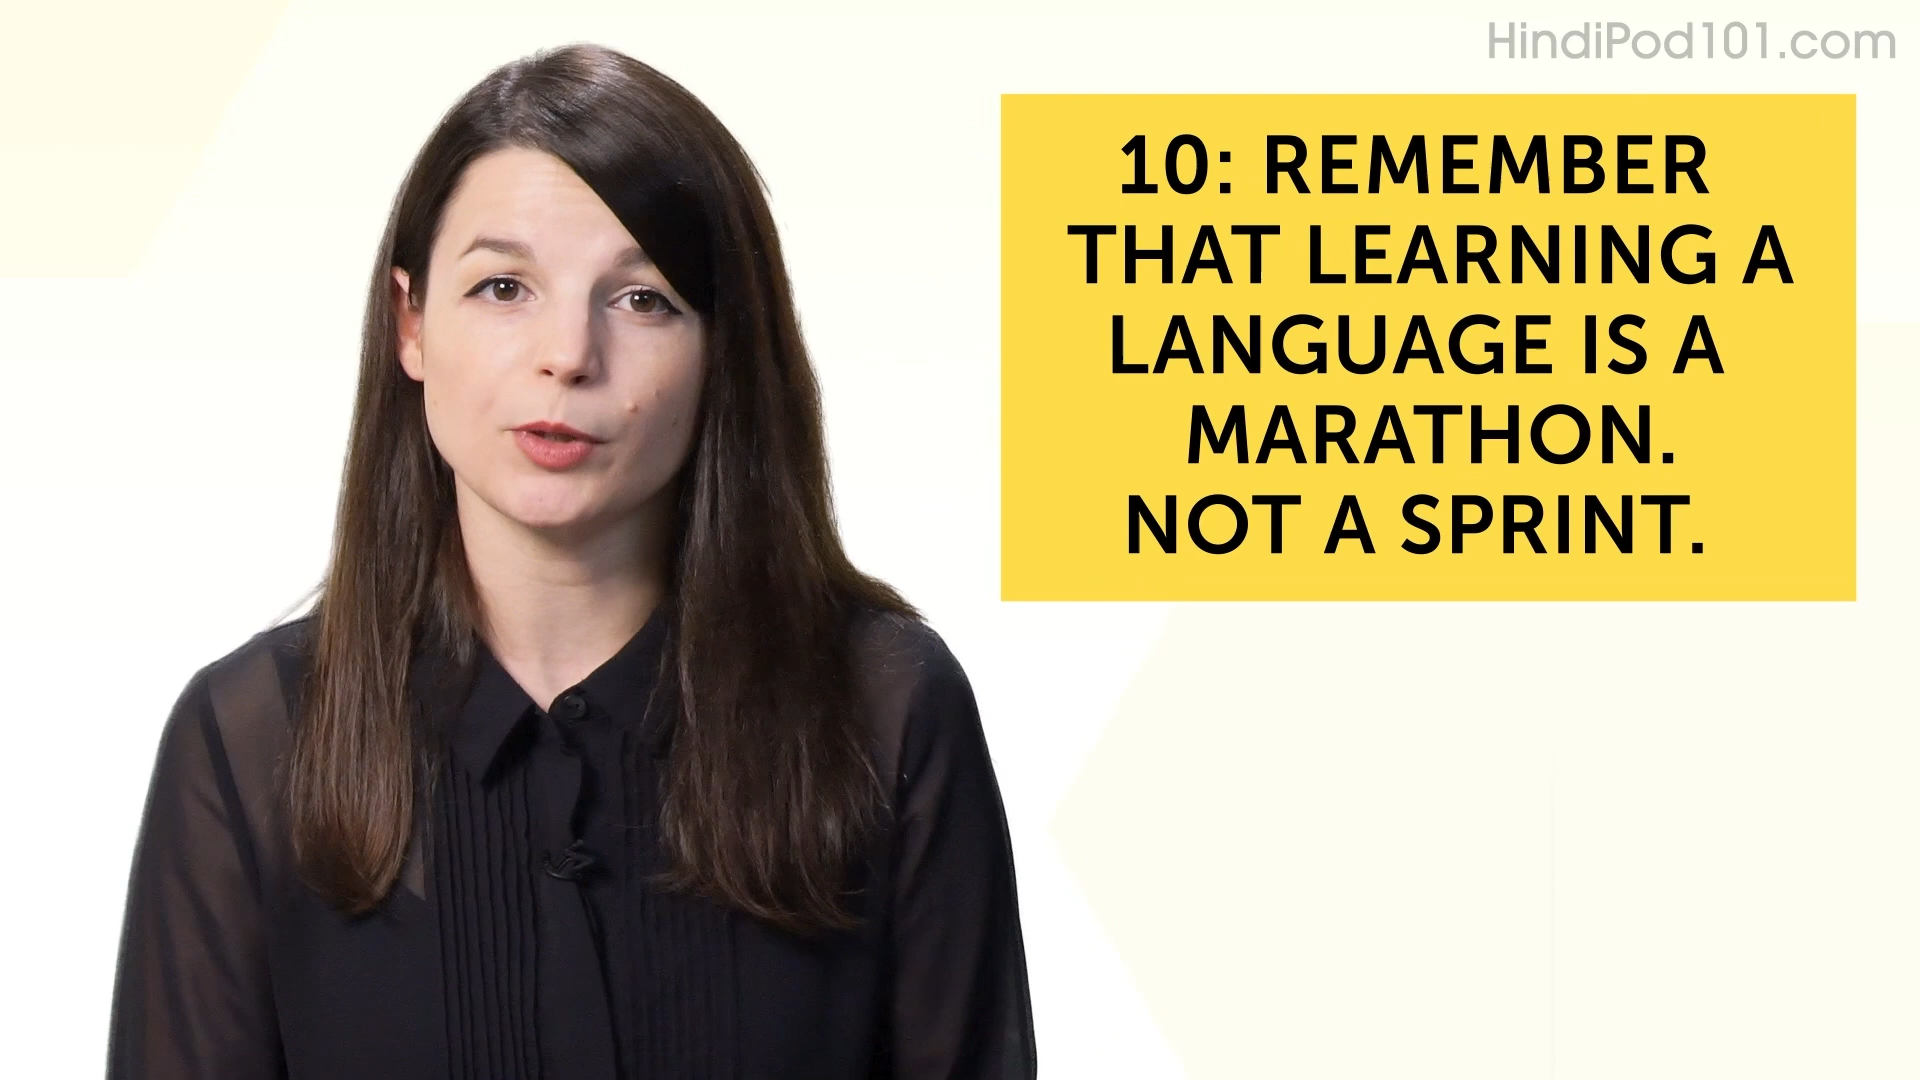 HindiPod101.com
10: REMEMBER
THAT LEARNING A
LANGUAGE IS A
MARATHON.
NOT A SPRINT.